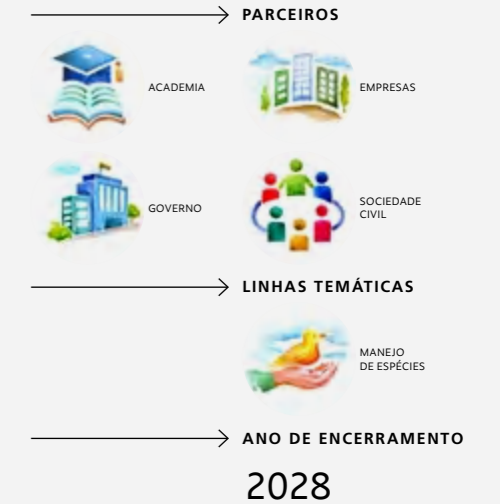 PARCEIROS
ACADEMIA
EMPRESAS
GOVERNO
SOCIEDADE
CIVIL
LINHAS TEMÁTICAS
MANEJO
DE ESPÉCIES
ANO DE ENCERRAMENTO
2028